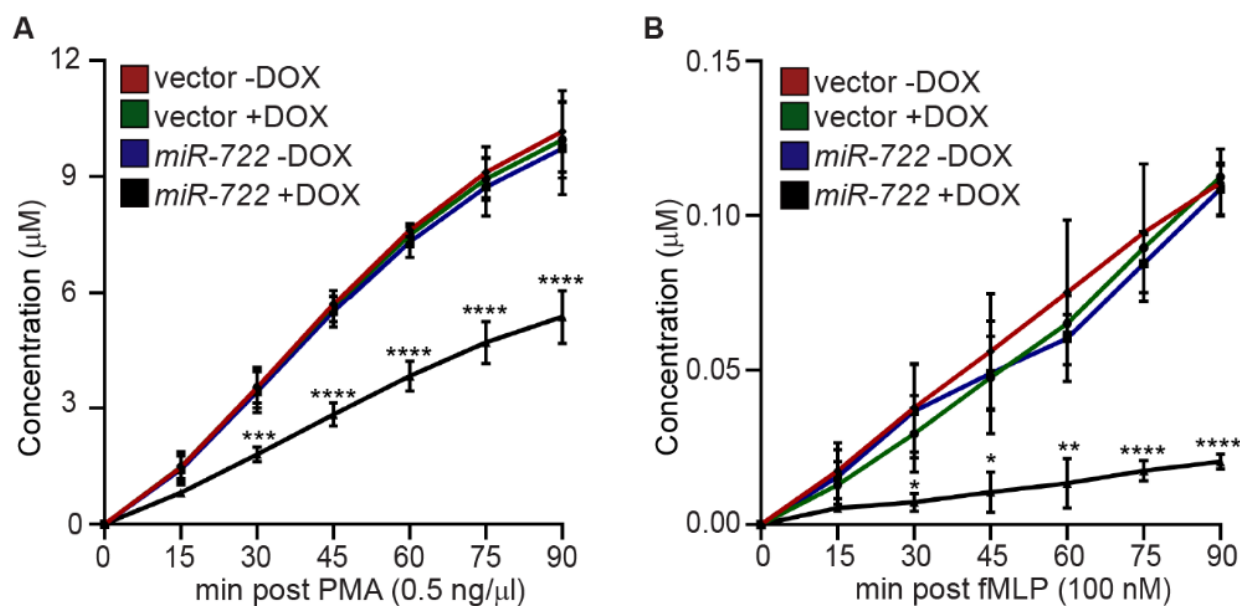 A
Concentration (μM)
12
9
6
3
0
vector -DOX
vector +DOX
miR-722 -DOX
miR-722 +DOX
***
****
****
****
****
0 15 30 45 60 75 90
min post PMA (0.5 ng/μl)
B
Concentration (μM)
0.15
0.10
0.05
0.00
vector -DOX
vector +DOX
miR-722 -DOX
miR-722 +DOX
*
*
**
****
****
0 15 30 45 60 75 90
min post fMLP (100 nM)